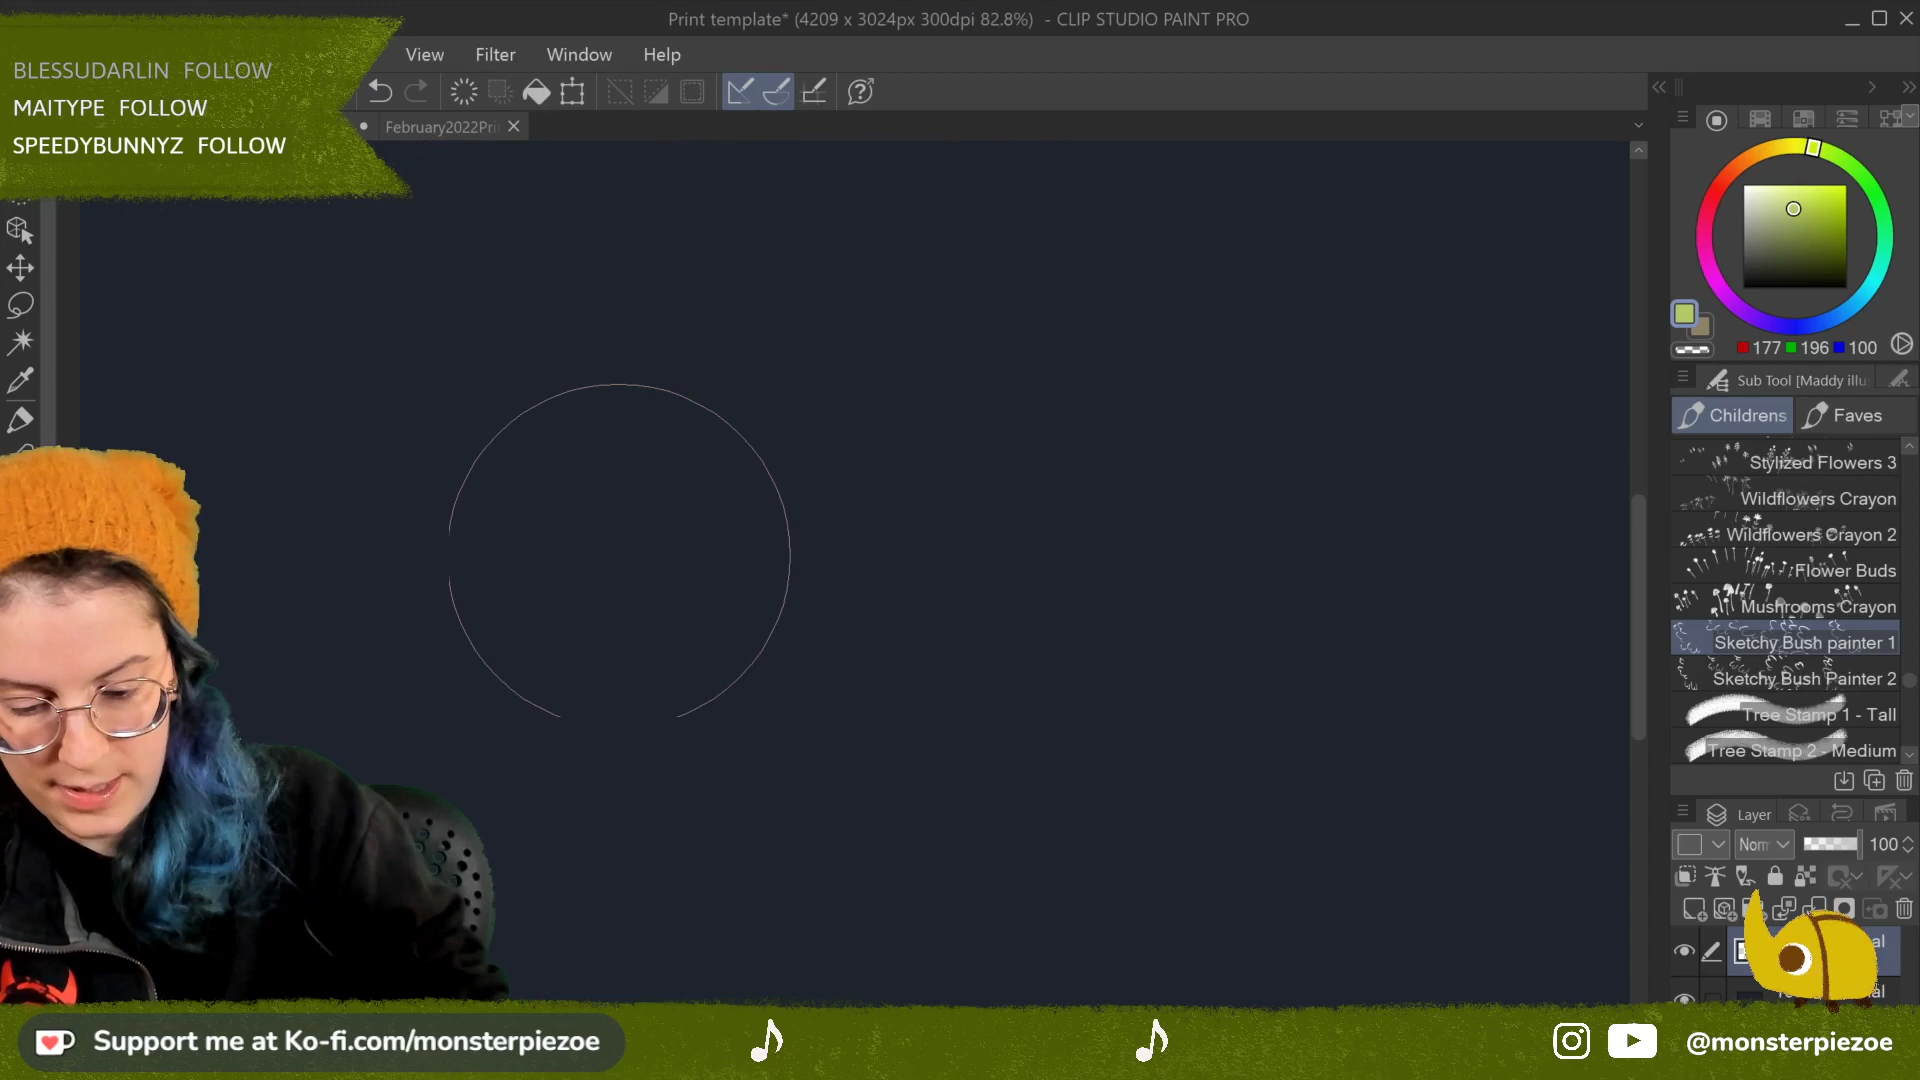 Print template* (4209 x 3024px 300dpi 82.8%) - CLIP STUDIO PAINT PRO
View Filter Window Help
BLESSUDARLIN FOLLOW
MAITYPE FOLLOW
SPEEDYBUNNYZ FOLLOW
February2022Pri
177 196 100
Sub Tool [Maddy illu
Childrens Faves
Stylized Flowers 3
Wildflowers Crayon
Wildflowers Crayon 2
Flower Buds
Mushrooms Crayon
Sketchy Bush painter 1
Sketchy Bush Painter 2
Tree Stamp 1 - Tall
Tree Stamp 2 - Medium
Layer
Norm 100
al
al
Support me at Ko-fi.com/monsterpiezoe
@monsterpiezoe